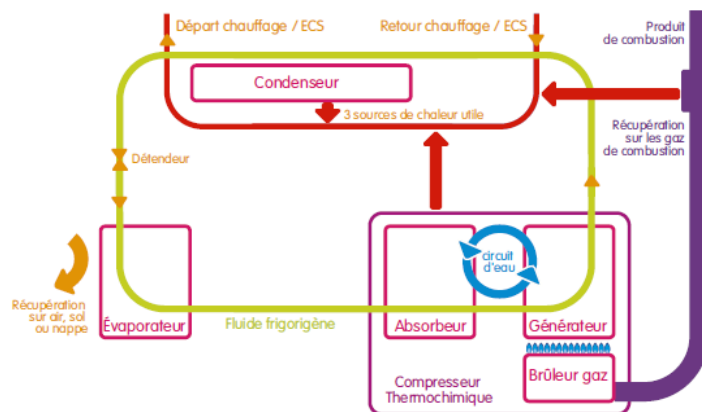 Départ chauffage / ECS
Retour chauffage / ECS
Produit
de combustion
Condenseur
3 sources de chaleur utile
Récupération
sur les gaz
de combustion
Détendeur
circuit
d'eau
Récupération
sur air, sol
ou nappe
Évaporateur
Fluide frigorigène
Absorbeur
Générateur
Compresseur
Thermochimique
Brûleur gaz